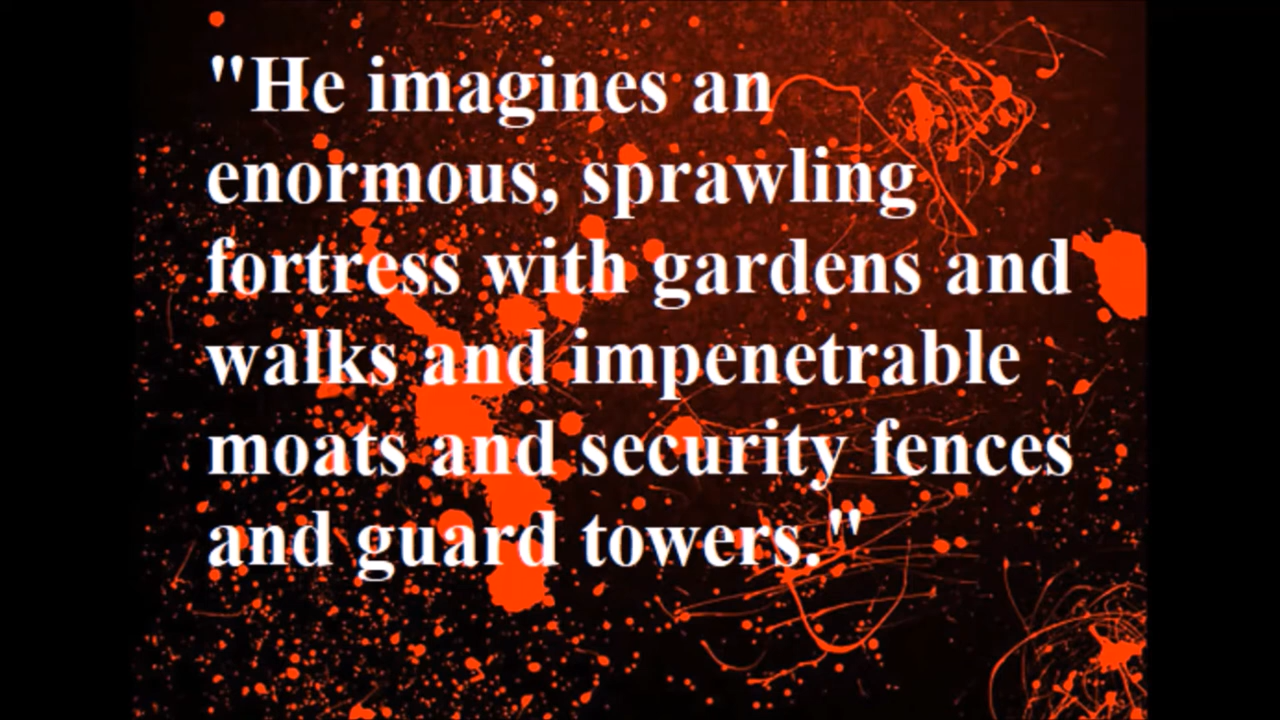 "He imagines an
enormous, sprawling
fortress with gardens and
walks and impenetrable
moats and security fences
and guard towers."